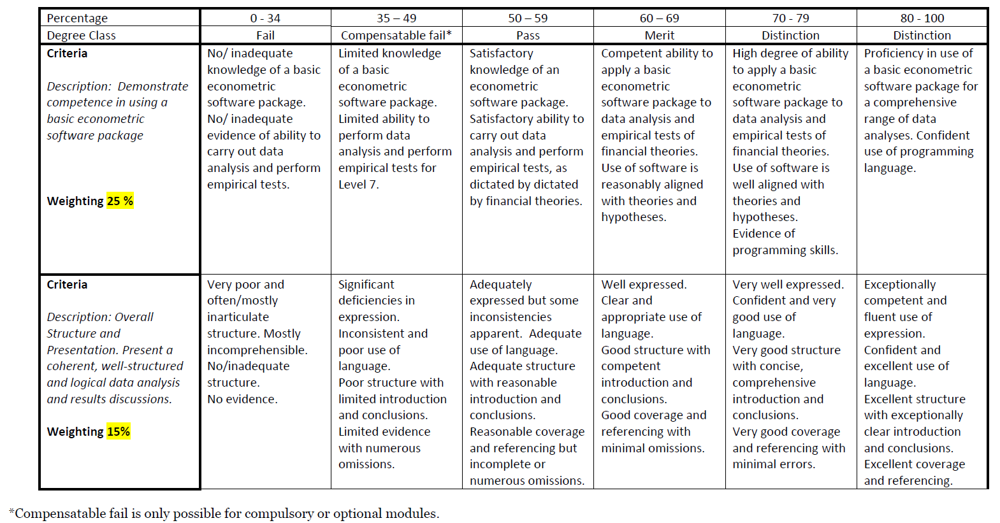 Percentage 0 - 34 35 – 49 50 – 59 60 – 69 70 - 79 80 - 100
Degree Class Fail Compensatable fail* Pass Merit Distinction Distinction
Criteria
Description:  Demonstrate
competence in using a
basic econometric
software package
Weighting 25 %
No/ inadequate
knowledge of a basic
econometric
software package.
No/ inadequate
evidence of ability to
carry out data
analysis and perform
empirical tests.
Limited knowledge
of a basic
econometric
software package.
Limited ability to
perform data
analysis and perform
empirical tests for
Level 7.
Satisfactory
knowledge of an
econometric
software package.
Satisfactory ability to
carry out data
analysis and perform
empirical tests, as
dictated by dictated
by financial theories.
Competent ability to
apply a basic
econometric
software package to
data analysis and
empirical tests of
financial theories.
Use of software is
reasonably aligned
with theories and
hypotheses.
High degree of ability
to apply a basic
econometric
software package to
data analysis and
empirical tests of
financial theories.
Use of software is
well aligned with
theories and
hypotheses.
Evidence of
programming skills.
Proficiency in use of
a basic econometric
software package for
a comprehensive
range of data
analyses. Confident
use of programming
language.
Criteria
Description: Overall
Structure and
Presentation. Present a
coherent, well-structured
and logical data analysis
and results discussions.
Weighting 15%
Very poor and
often/mostly
inarticulate
structure. Mostly
incomprehensible.
No/inadequate
structure.
No evidence.
Significant
deficiencies in
expression.
Inconsistent and
poor use of
language.
Poor structure with
limited introduction
and conclusions.
Limited evidence
with numerous
omissions.
Adequately
expressed but some
inconsistencies
apparent.  Adequate
use of language.
Adequate structure
with reasonable
introduction and
conclusions.
Reasonable coverage
and referencing but
incomplete or
numerous omissions.
Well expressed.
Clear and
appropriate use of
language.
Good structure with
competent
introduction and
conclusions.
Good coverage and
referencing with
minimal omissions.
Very well expressed.
Confident and very
good use of
language.
Very good structure
with concise,
comprehensive
introduction and
conclusions.
Very good coverage
and referencing with
minimal errors.
Exceptionally
competent and
fluent use of
expression.
Confident and
excellent use of
language.
Excellent structure
with exceptionally
clear introduction
and conclusions.
Excellent coverage
and referencing.
*Compensatable fail is only possible for compulsory or optional modules.